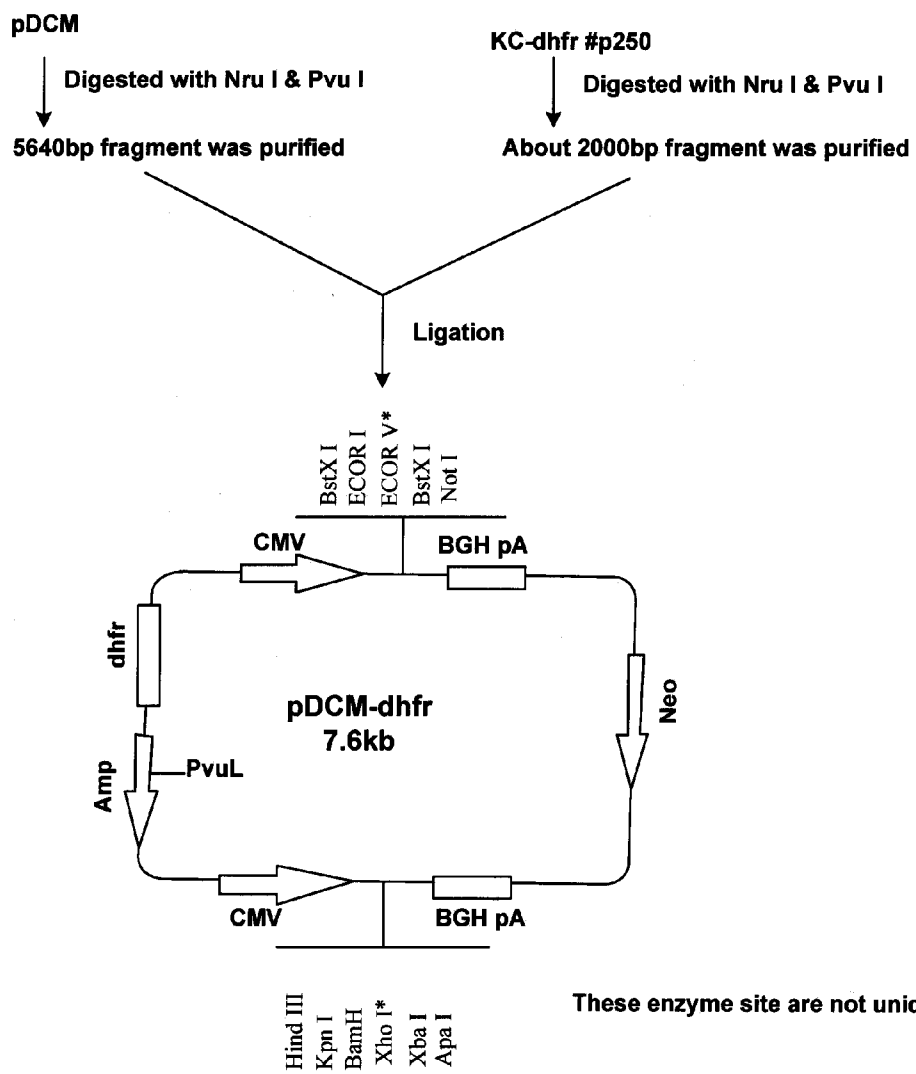 pDCM
KC-dhfr #p250
Digested with Nru I & Pvu I
Digested with Nru I & Pvu I
5640bp fragment was purified
About 2000bp fragment was purified
Ligation
BstX I
ECOR I
ECOR V*
BstX I
Not I
CMV
BGH pA
dhfr
Neo
pDCM-dhfr
7.6kb
Amp
PvuL
CMV
BGH pA
Hind III
Kpn I
BamH
Xho I*
Xba I
Apa I
These enzyme site are not